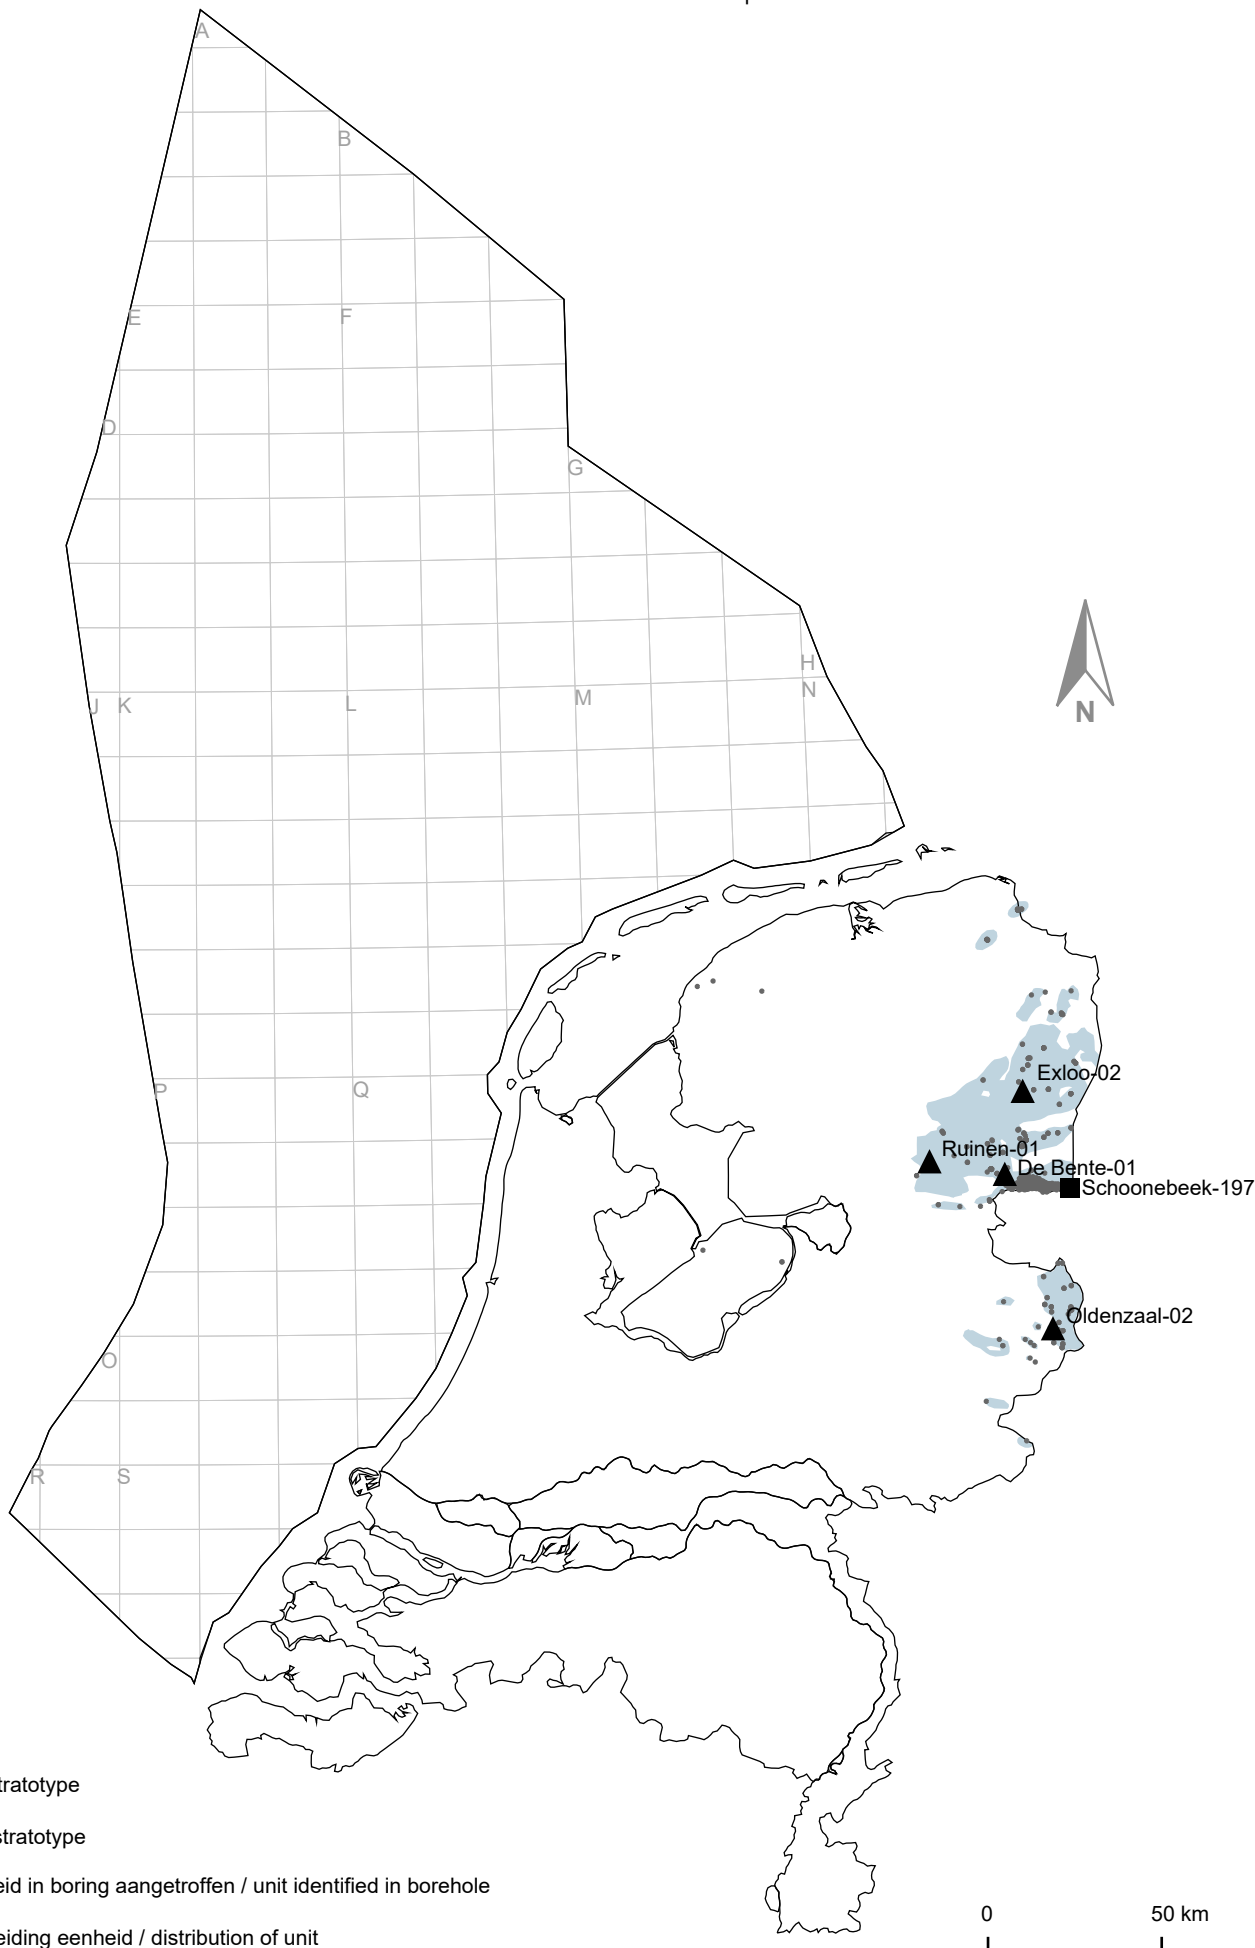 A
B
E
F
D
G
H
N
J K
L
M
N
P
Q
Exloo-02
Ruinen-01
De Bente-01
Schoonebeek-197
Oldenzaal-02
O
R
S
tratotype
stratotype
eid in boring aangetroffen / unit identified in borehole
eiding eenheid / distribution of unit
0
50 km